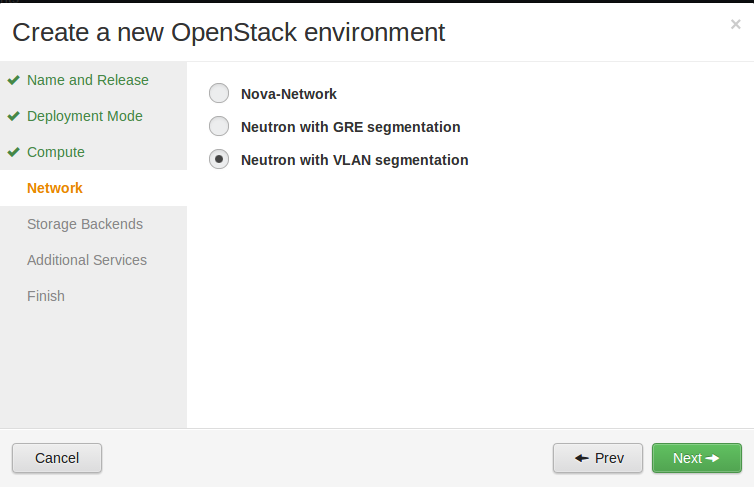 Create a new OpenStack environment
×
Name and Release
Deployment Mode
Compute
Network
Storage Backends
Additional Services
Finish
Nova-Network
Neutron with GRE segmentation
Neutron with VLAN segmentation
Cancel
Prev
Next